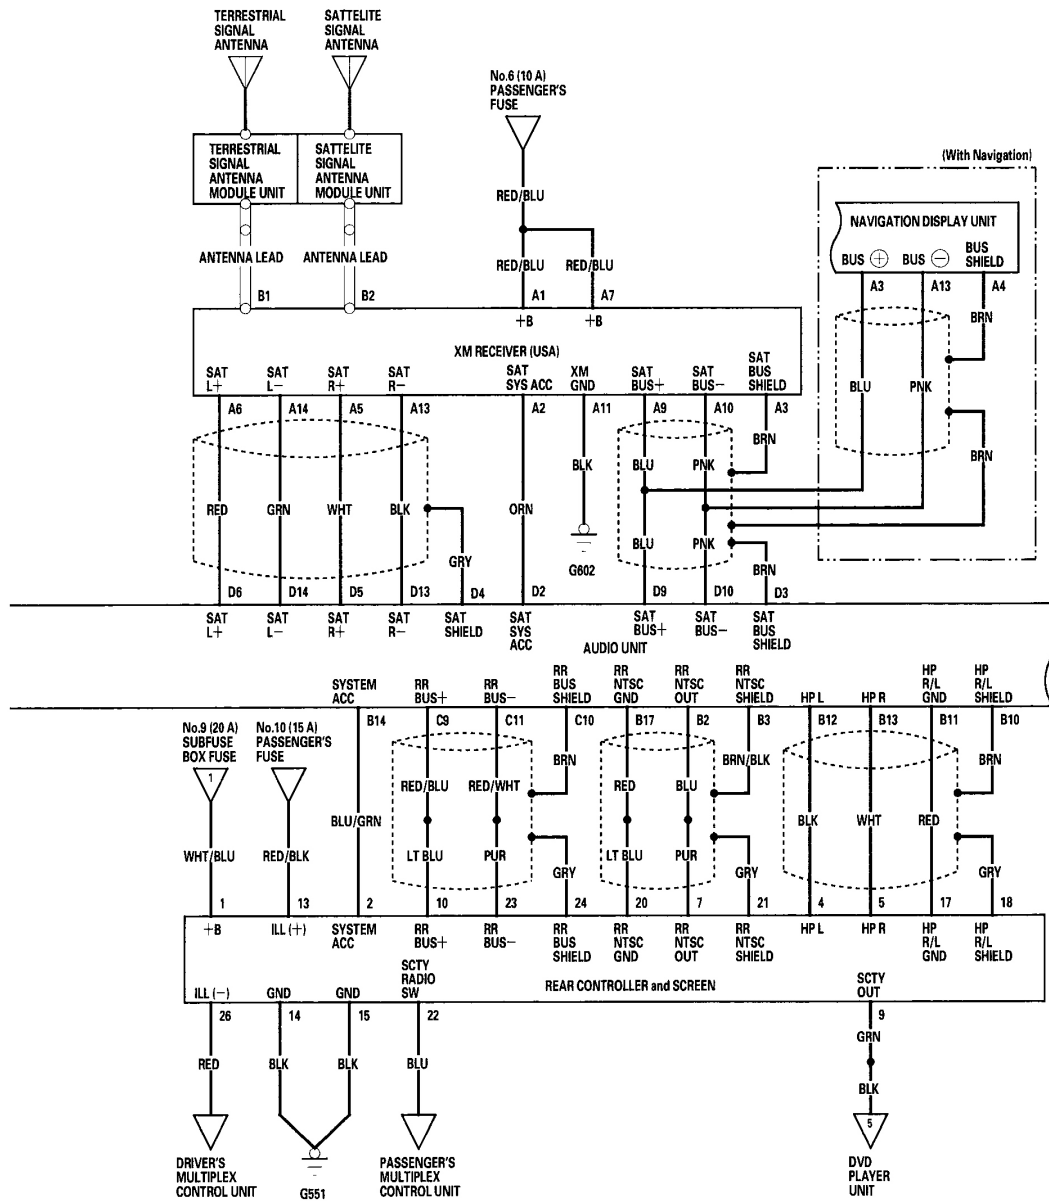 TERRESTRIAL
SIGNAL
ANTENNA
SATTELITE
SIGNAL
ANTENNA
No.6 (10 A)
PASSENGER'S
FUSE
TERRESTRIAL
SIGNAL
ANTENNA
MODULE UNIT
SATTELITE
SIGNAL
ANTENNA
MODULE UNIT
(With Navigation)
RED/BLU
NAVIGATION DISPLAY UNIT
BUS +
BUS −
BUS
SHIELD
ANTENNA LEAD
ANTENNA LEAD
RED/BLU
RED/BLU
A3
A13
A4
B1
B2
A1
A7
BRN
+B
+B
XM RECEIVER (USA)
SAT
L+
SAT
L−
SAT
R+
SAT
R−
SAT
SYS ACC
XM
GND
SAT
BUS+
SAT
BUS−
SAT
BUS
SHIELD
BLU
PNK
A6
A14
A5
A13
A2
A11
A9
A10
A3
BRN
BRN
BLK
BLU
PNK
RED
GRN
WHT
BLK
ORN
BLU
PNK
GRY
G602
BRN
D6
D14
D5
D13
D4
D2
D9
D10
D3
SAT
L+
SAT
L−
SAT
R+
SAT
R−
SAT
SHIELD
SAT
SYS
ACC
SAT
BUS+
SAT
BUS−
SAT
BUS
SHIELD
AUDIO UNIT
SYSTEM
ACC
RR
BUS+
RR
BUS−
RR
BUS
SHIELD
RR
NTSC
GND
RR
NTSC
OUT
RR
NTSC
SHIELD
HP L
HP R
HP
R/L
GND
HP
R/L
SHIELD
B14
C9
C11
C10
B17
B2
B3
B12
B13
B11
B10
No.9 (20 A)
SUBFUSE
BOX FUSE
No.10 (15 A)
PASSENGER'S
FUSE
1
BRN
BRN/BLK
BRN
RED/BLU
RED/WHT
RED
BLU
BLU/GRN
BLK
WHT
RED
WHT/BLU
RED/BLK
LT BLU
PUR
GRY
LT BLU
PUR
GRY
GRY
1
13
2
10
23
24
20
7
21
4
5
17
18
+B
ILL (+)
SYSTEM
ACC
RR
BUS+
RR
BUS−
RR
BUS
SHIELD
RR
NTSC
GND
RR
NTSC
OUT
RR
NTSC
SHIELD
HP L
HP R
HP
R/L
GND
HP
R/L
SHIELD
REAR CONTROLLER and SCREEN
ILL (−)
GND
GND
SCTY
RADIO
SW
SCTY
OUT
26
14
15
22
9
GRN
RED
BLK
BLK
BLU
BLK
5
DRIVER'S
MULTIPLEX
CONTROL UNIT
G551
PASSENGER'S
MULTIPLEX
CONTROL UNIT
DVD
PLAYER
UNIT